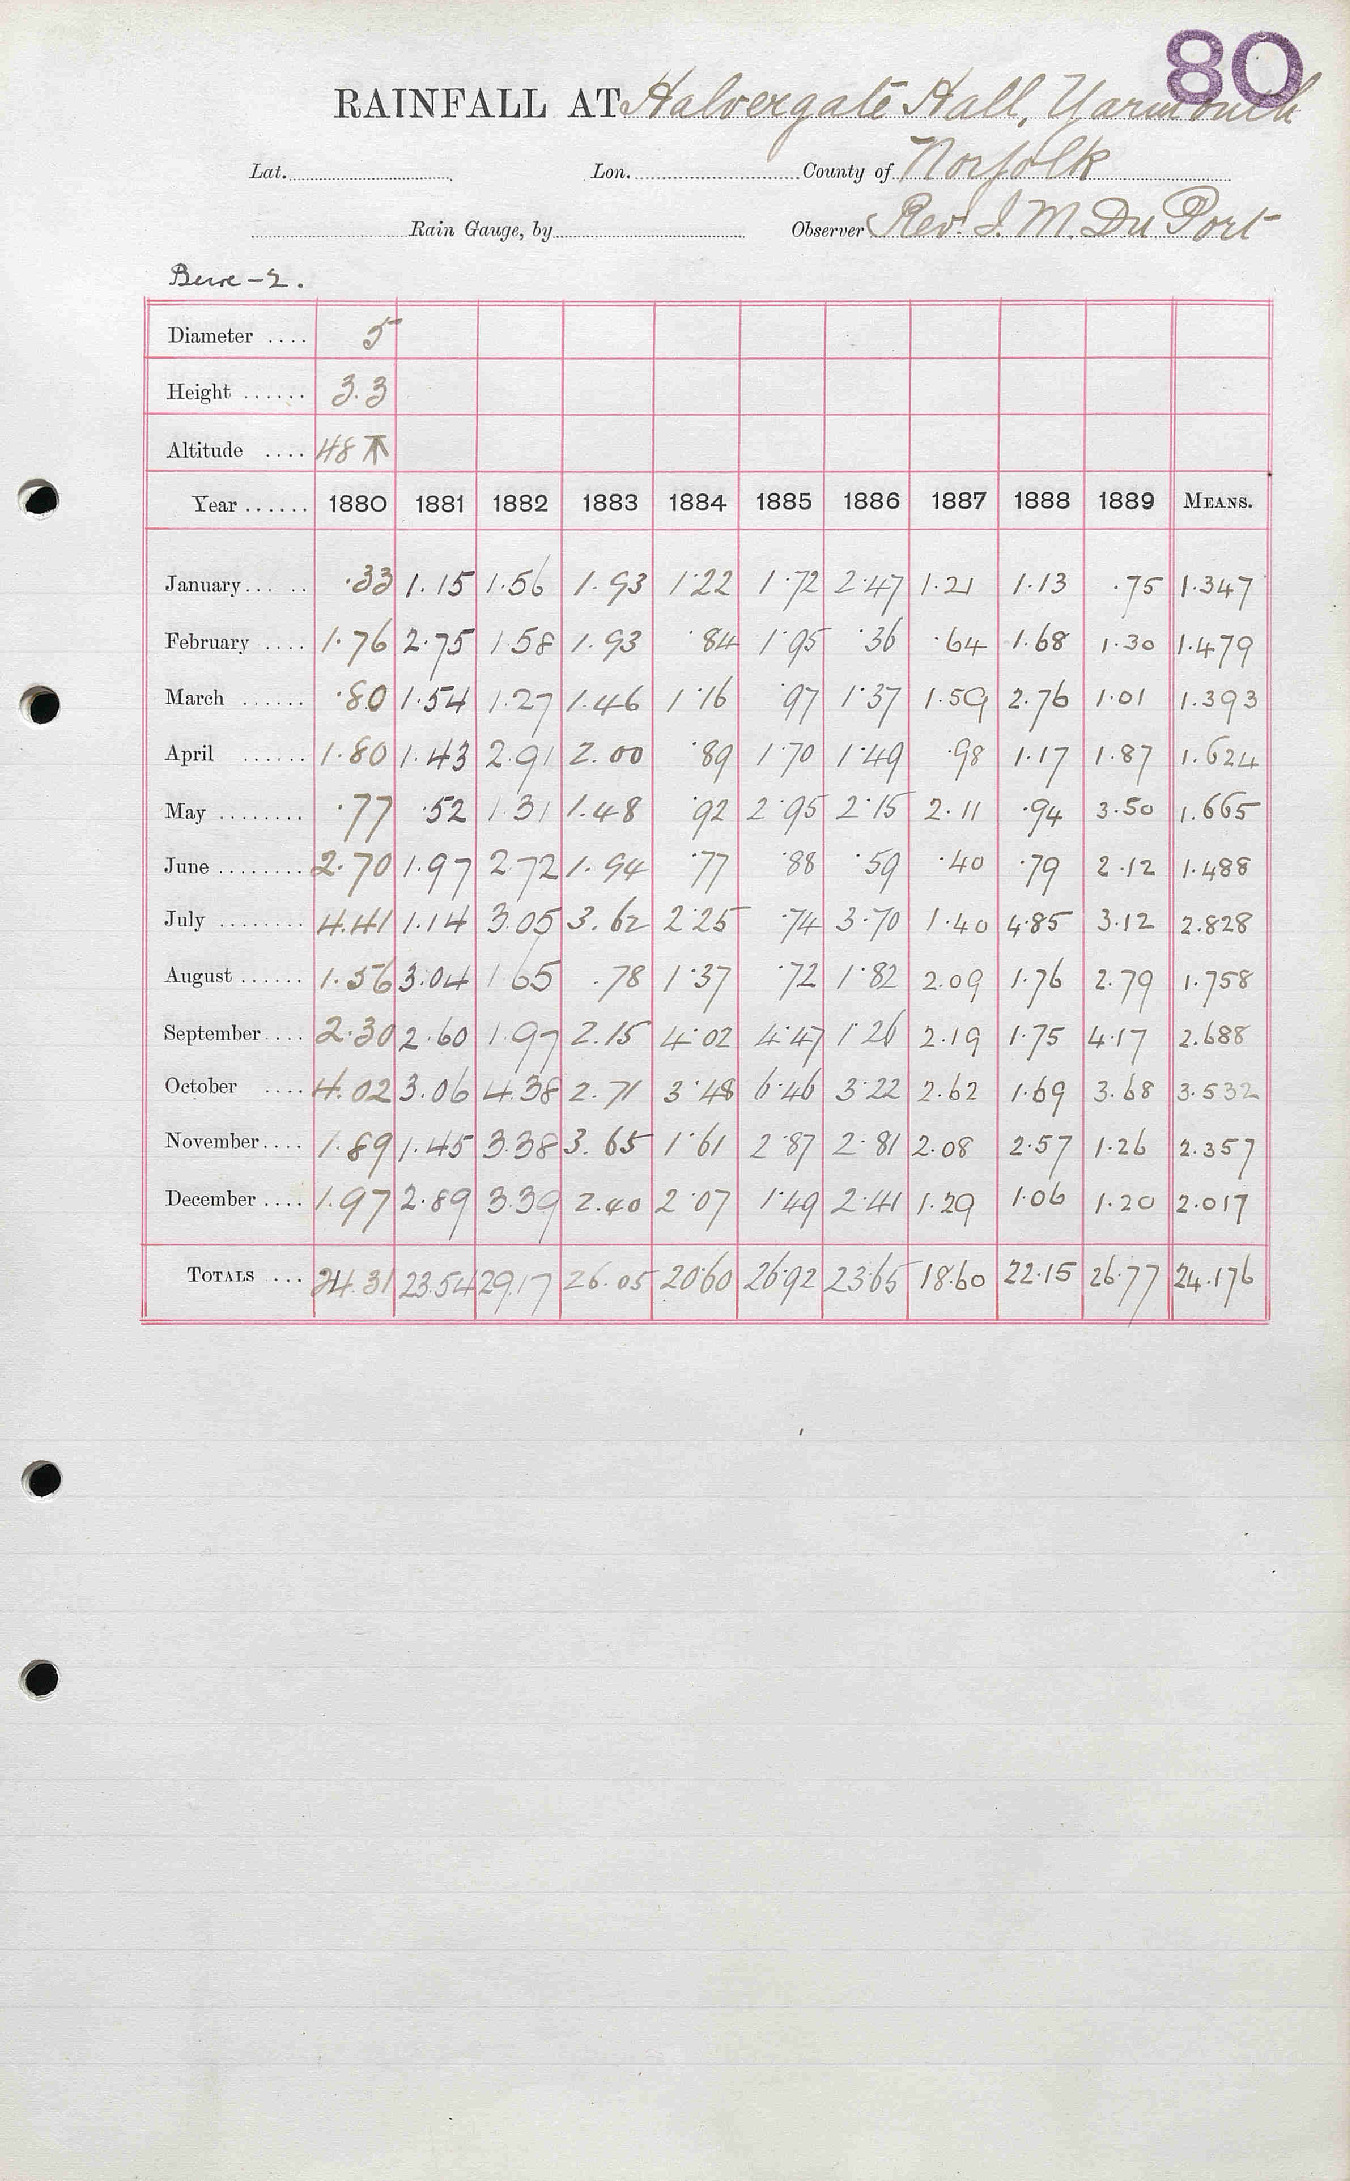 80
RAINFALL AT Halvergate Hall, Yarmouth
Lat. Lon. County of Norfolk
Rain Gauge, by Observer Rev. J. M. Du Port
Bure - 2.
Diameter .... 5
Height ...... 3.3
Altitude .... 48
Year ...... 1880 1881 1882 1883 1884 1885 1886 1887 1888 1889 MEANS.
January ... .. .33 1.15 1.56 1.93 1.22 1.72 2.47 1.21 1.13 .75 1.347
February .... 1.76 2.75 1.58 1.93 .84 1.95 .36 .64 1.68 1.30 1.479
March ...... .80 1.54 1.27 1.46 1.16 .97 1.37 1.59 2.76 1.01 1.393
April ...... 1.80 1.43 2.91 2.00 .89 1.70 1.49 .98 1.17 1.87 1.624
May ........ .77 .52 1.31 1.48 .92 2.95 2.15 2.11 .94 3.50 1.665
June ........ 2.70 1.97 2.72 1.94 .77 .88 .59 .40 .79 2.12 1.488
July ........ 4.41 1.14 3.05 3.62 2.25 .74 3.70 1.40 4.85 3.12 2.828
August ...... 1.56 3.04 1.65 .78 1.37 .72 1.82 2.09 1.76 2.79 1.758
September .... 2.30 2.60 1.97 2.15 4.02 4.47 1.26 2.19 1.75 4.17 2.688
October .... 4.02 3.06 4.38 2.71 3.48 6.46 3.22 2.62 1.69 3.68 3.532
November .... 1.89 1.45 3.38 3.65 1.61 2.87 2.81 2.08 2.57 1.26 2.357
December .... 1.97 2.89 3.39 2.40 2.07 1.49 2.41 1.29 1.06 1.20 2.017
TOTALS ... 24.31 23.54 29.17 26.05 20.60 26.92 23.65 18.60 22.15 26.77 24.176